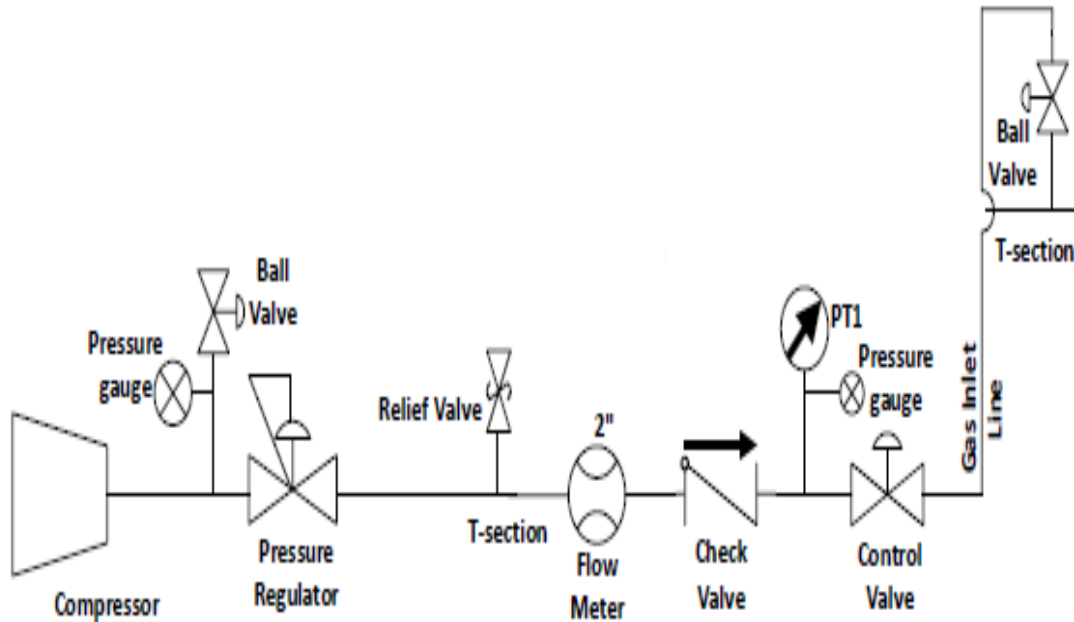 Ball
Valve
T-section
Ball
Valve
Pressure
gauge
Relief Valve
2"
PT1
Pressure
gauge
Gas Inlet
Line
Compressor
Pressure
Regulator
T-section
Flow
Meter
Check
Valve
Control
Valve